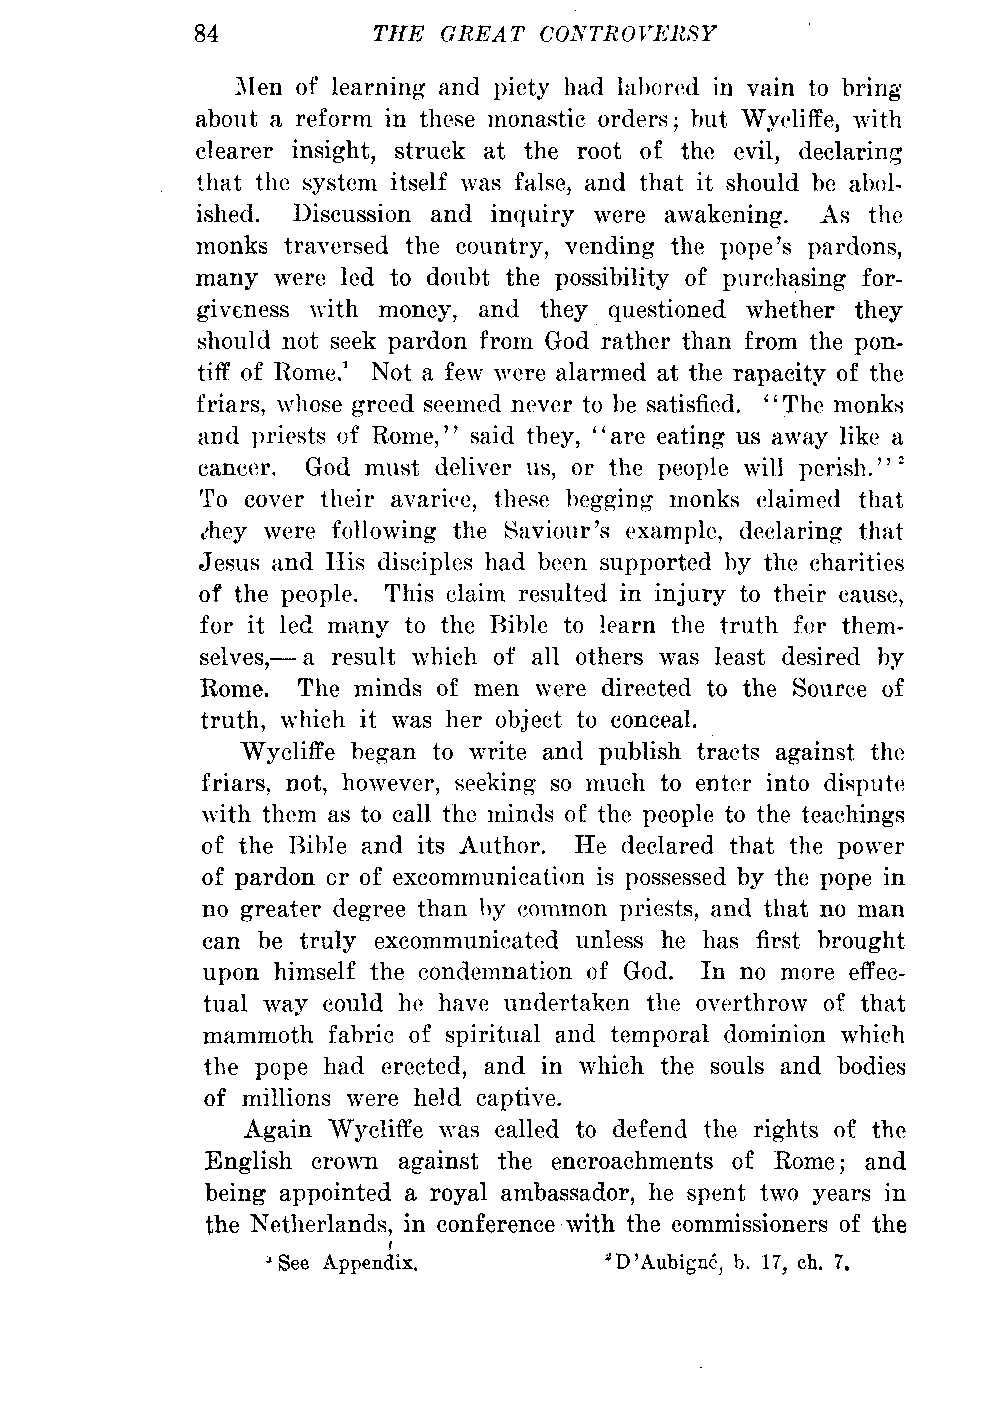 84 THE GREAT CONTROVERSY
Men of learning and piety had labored in vain to bring
about a reform in these monastic orders; but Wycliffe, with
clearer insight, struck at the root of the evil, declaring
that the system itself was false, and that it should be abol-
ished. Discussion and inquiry were awakening. As the
monks traversed the country, vending the pope's pardons,
many were led to doubt the possibility of purchasing for-
giveness with money, and they questioned whether they
should not seek pardon from God rather than from the pon-
tiff of Rome.¹ Not a few were alarmed at the rapacity of the
friars, whose greed seemed never to be satisfied. "The monks
and priests of Rome," said they, "are eating us away like a
cancer. God must deliver us, or the people will perish."²
To cover their avarice, these begging monks claimed that
they were following the Saviour's example, declaring that
Jesus and His disciples had been supported by the charities
of the people. This claim resulted in injury to their cause,
for it led many to the Bible to learn the truth for them-
selves,— a result which of all others was least desired by
Rome. The minds of men were directed to the Source of
truth, which it was her object to conceal.
Wycliffe began to write and publish tracts against the
friars, not, however, seeking so much to enter into dispute
with them as to call the minds of the people to the teachings
of the Bible and its Author. He declared that the power
of pardon or of excommunication is possessed by the pope in
no greater degree than by common priests, and that no man
can be truly excommunicated unless he has first brought
upon himself the condemnation of God. In no more effec-
tual way could he have undertaken the overthrow of that
mammoth fabric of spiritual and temporal dominion which
the pope had erected, and in which the souls and bodies
of millions were held captive.
Again Wycliffe was called to defend the rights of the
English crown against the encroachments of Rome; and
being appointed a royal ambassador, he spent two years in
the Netherlands, in conference with the commissioners of the
¹ See Appendix. ²D'Aubigné, b. 17, ch. 7.